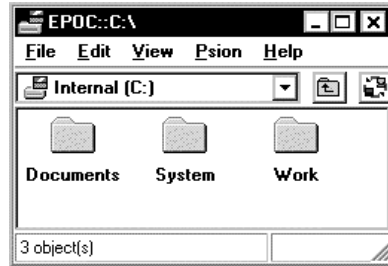 EPOC::C:\
File Edit View Psion Help
Internal (C:)
Documents System Work
3 object(s)